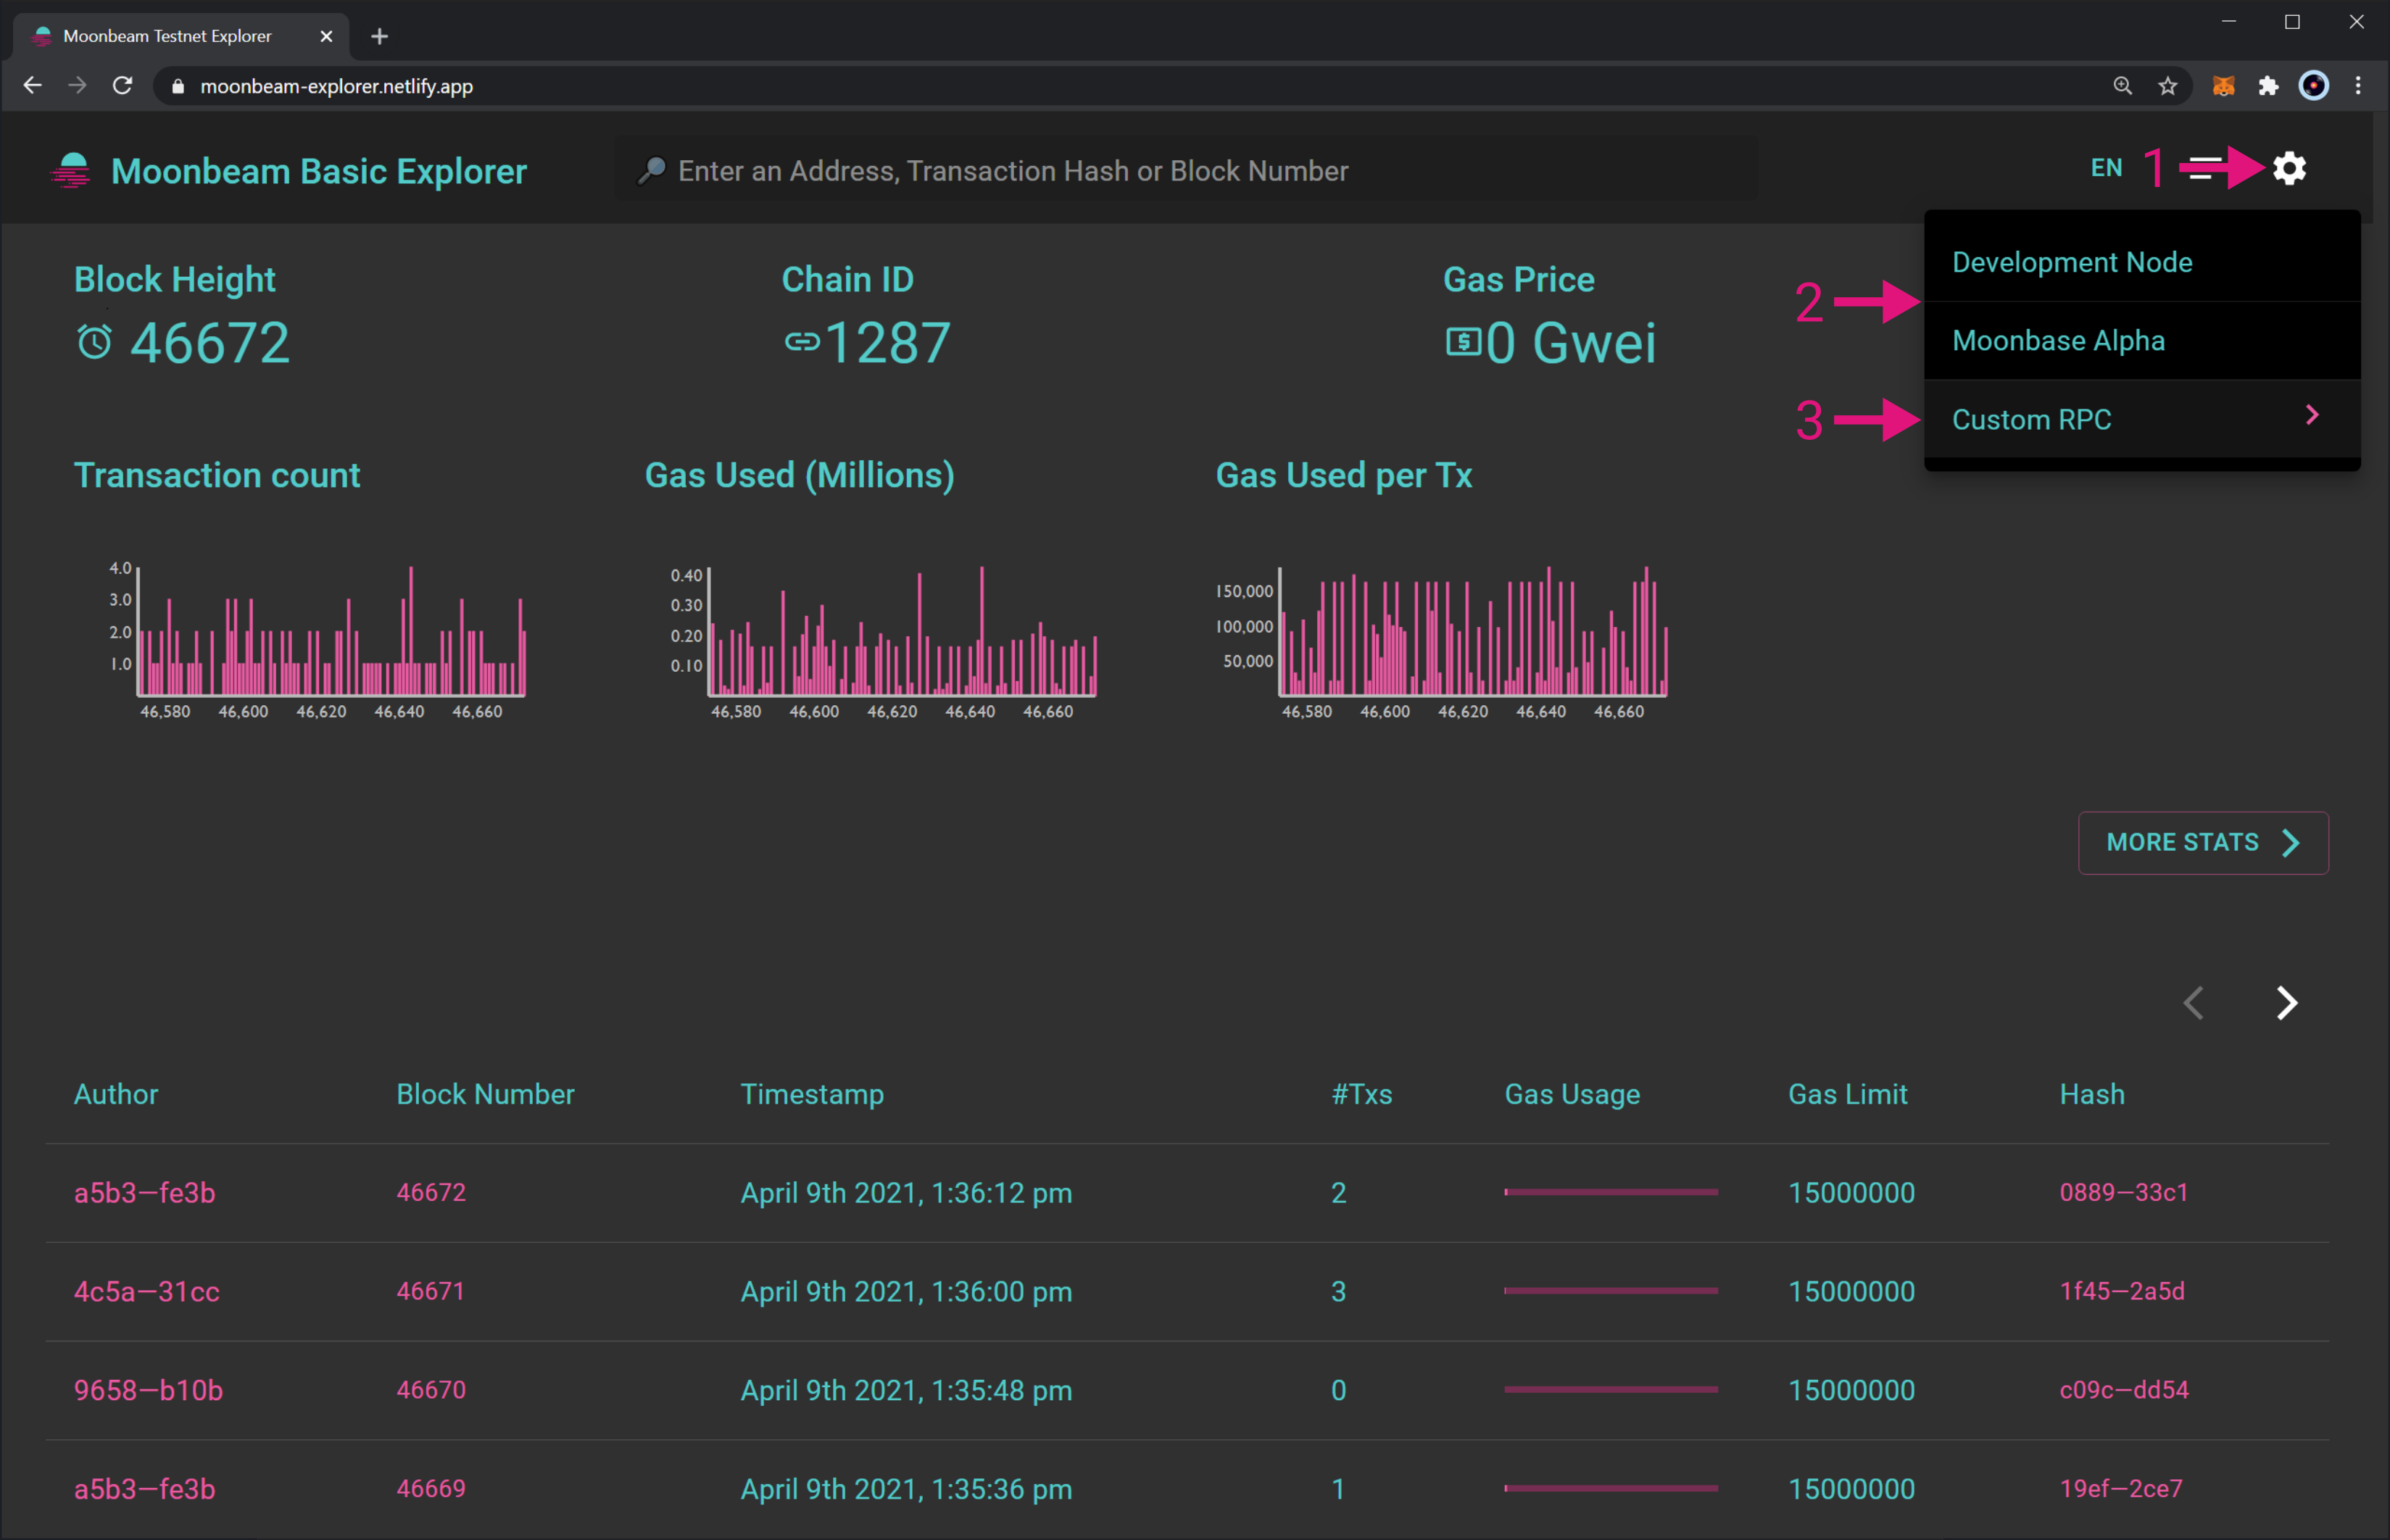 Moonbeam Testnet Explorer
moonbeam-explorer.netlify.app
Moonbeam Basic Explorer
Enter an Address, Transaction Hash or Block Number
EN 1
Block Height
46672
Chain ID
1287
Gas Price
0 Gwei
2
3
Development Node
Moonbase Alpha
Custom RPC
Transaction count
4.0
3.0
2.0
1.0
46,580 46,600 46,620 46,640 46,660
Gas Used (Millions)
0.40
0.30
0.20
0.10
46,580 46,600 46,620 46,640 46,660
Gas Used per Tx
150,000
100,000
50,000
46,580 46,600 46,620 46,640 46,660
MORE STATS
Author Block Number Timestamp #Txs Gas Usage Gas Limit Hash
a5b3—fe3b 46672 April 9th 2021, 1:36:12 pm 2 15000000 0889—33c1
4c5a—31cc 46671 April 9th 2021, 1:36:00 pm 3 15000000 1f45—2a5d
9658—b10b 46670 April 9th 2021, 1:35:48 pm 0 15000000 c09c—dd54
a5b3—fe3b 46669 April 9th 2021, 1:35:36 pm 1 15000000 19ef—2ce7